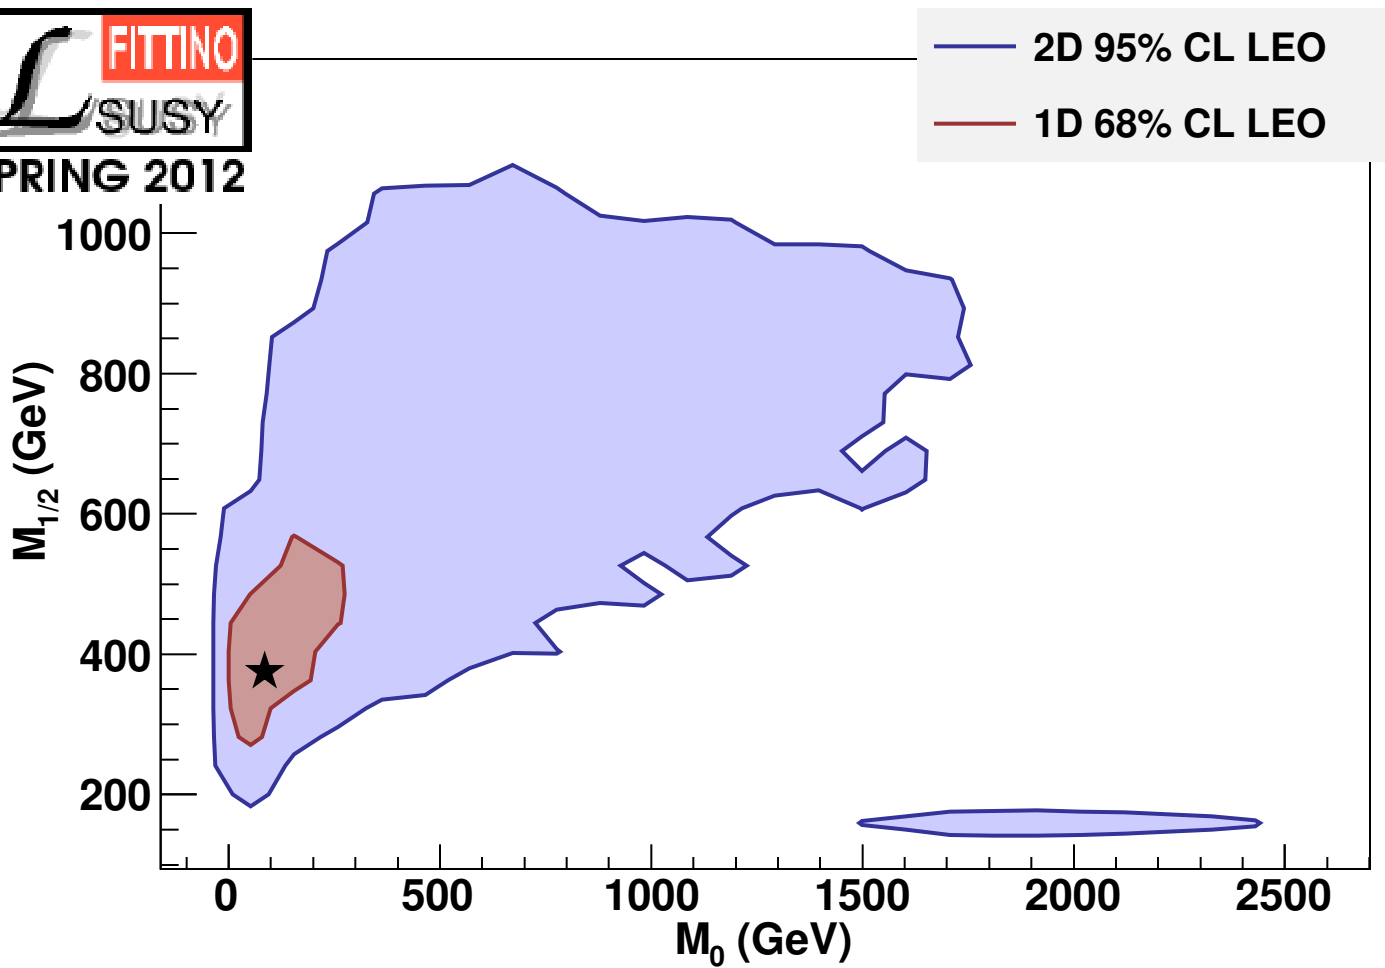 FITTINO
L SUSY
PRING 2012
2D 95% CL LEO
1D 68% CL LEO
1000
800
600
400
200
M1/2 (GeV)
0 500 1000 1500 2000 2500
M0 (GeV)